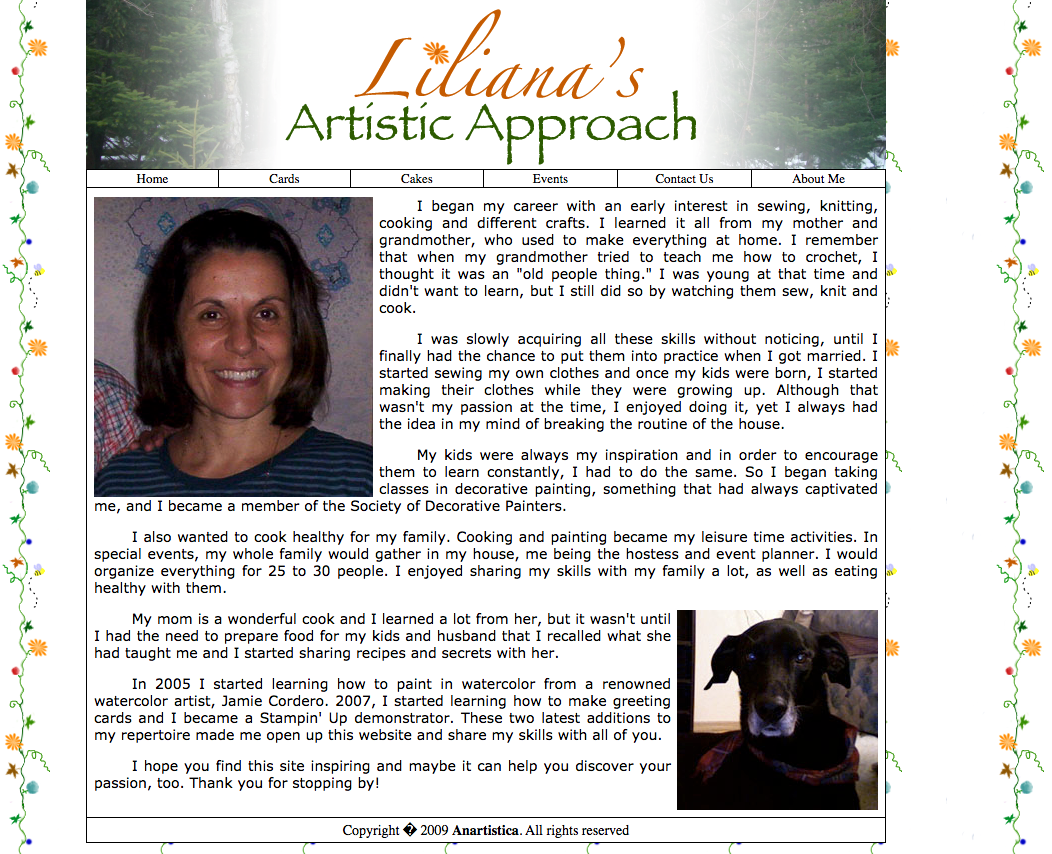 Liliana's
Artistic Approach
Home Cards Cakes Events Contact Us About Me
I began my career with an early interest in sewing, knitting,
cooking and different crafts. I learned it all from my mother and
grandmother, who used to make everything at home. I remember
that when my grandmother tried to teach me how to crochet, I
thought it was an "old people thing." I was young at that time and
didn't want to learn, but I still did so by watching them sew, knit and
cook.
I was slowly acquiring all these skills without noticing, until I
finally had the chance to put them into practice when I got married. I
started sewing my own clothes and once my kids were born, I started
making their clothes while they were growing up. Although that
wasn't my passion at the time, I enjoyed doing it, yet I always had
the idea in my mind of breaking the routine of the house.
My kids were always my inspiration and in order to encourage
them to learn constantly, I had to do the same. So I began taking
classes in decorative painting, something that had always captivated
me, and I became a member of the Society of Decorative Painters.
I also wanted to cook healthy for my family. Cooking and painting became my leisure time activities. In
special events, my whole family would gather in my house, me being the hostess and event planner. I would
organize everything for 25 to 30 people. I enjoyed sharing my skills with my family a lot, as well as eating
healthy with them.
My mom is a wonderful cook and I learned a lot from her, but it wasn't until
I had the need to prepare food for my kids and husband that I recalled what she
had taught me and I started sharing recipes and secrets with her.
In 2005 I started learning how to paint in watercolor from a renowned
watercolor artist, Jamie Cordero. 2007, I started learning how to make greeting
cards and I became a Stampin' Up demonstrator. These two latest additions to
my repertoire made me open up this website and share my skills with all of you.
I hope you find this site inspiring and maybe it can help you discover your
passion, too. Thank you for stopping by!
Copyright � 2009 Anartistica. All rights reserved